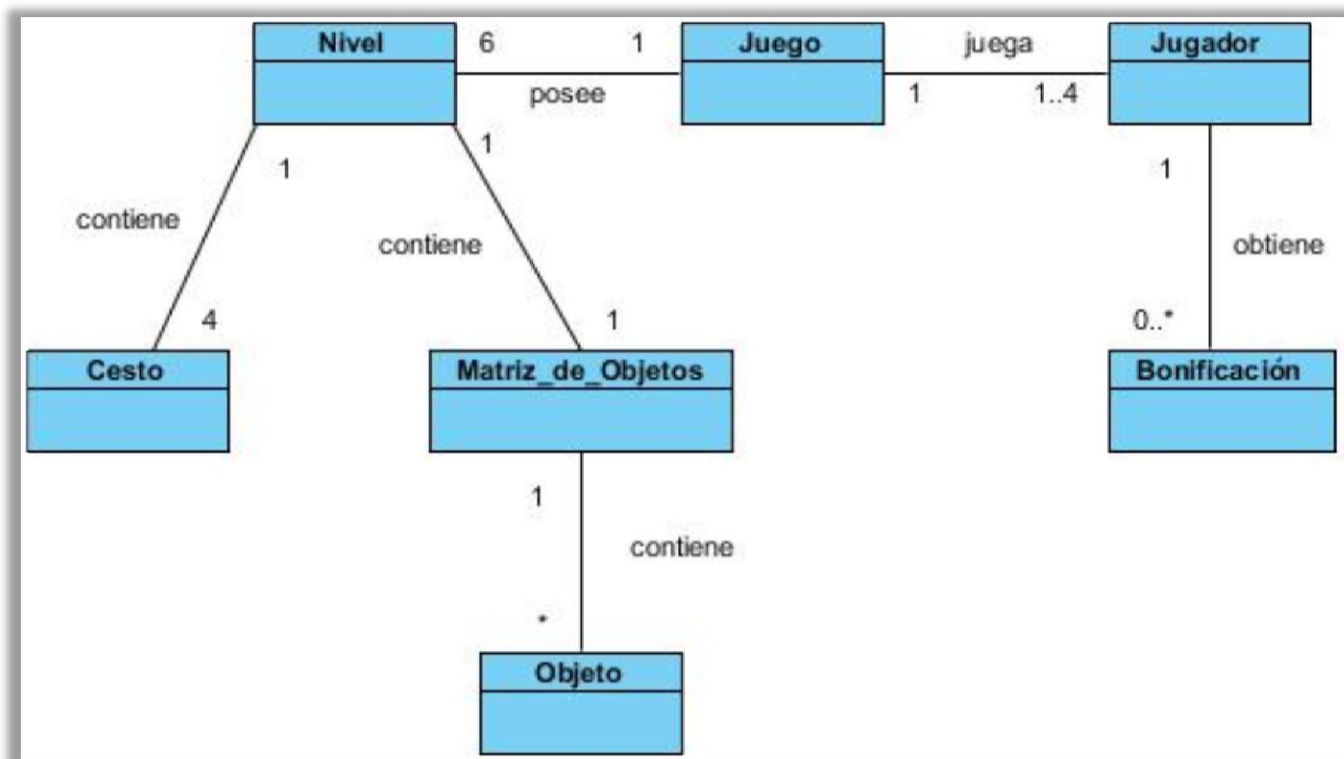 Nivel
6
1
Juego
juega
Jugador
posee
1
1..4
1
1
1
contiene
contiene
obtiene
4
1
0..*
Cesto
Matriz_de_Objetos
Bonificación
1
contiene
*
Objeto